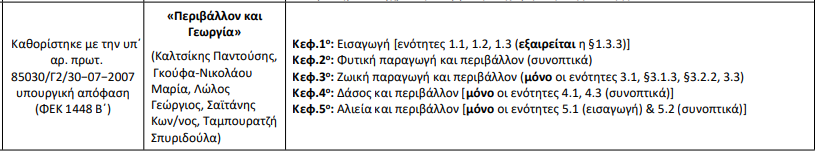 Καθορίστηκε με την υπ΄
αρ. πρωτ.
85030/Γ2/30–07–2007
υπουργική απόφαση
(ΦΕΚ 1448 Β΄)
«Περιβάλλον και
Γεωργία»
(Καλτσίκης Παντούσης,
Γκούφα-Νικολάου
Μαρία, Λώλος
Γεώργιος, Σαϊτάνης
Κων/νος, Ταμπουρατζή
Σπυριδούλα)
Κεφ.1ο: Εισαγωγή [ενότητες 1.1, 1.2, 1.3 (εξαιρείται η §1.3.3)]
Κεφ.2ο: Φυτική παραγωγή και περιβάλλον (συνοπτικά)
Κεφ.3ο: Ζωική παραγωγή και περιβάλλον (μόνο οι ενότητες 3.1, §3.1.3, §3.2.2, 3.3)
Κεφ.4ο: Δάσος και περιβάλλον [μόνο οι ενότητες 4.1, 4.3 (συνοπτικά)]
Κεφ.5ο: Αλιεία και περιβάλλον [μόνο οι ενότητες 5.1 (εισαγωγή) & 5.2 (συνοπτικά)]